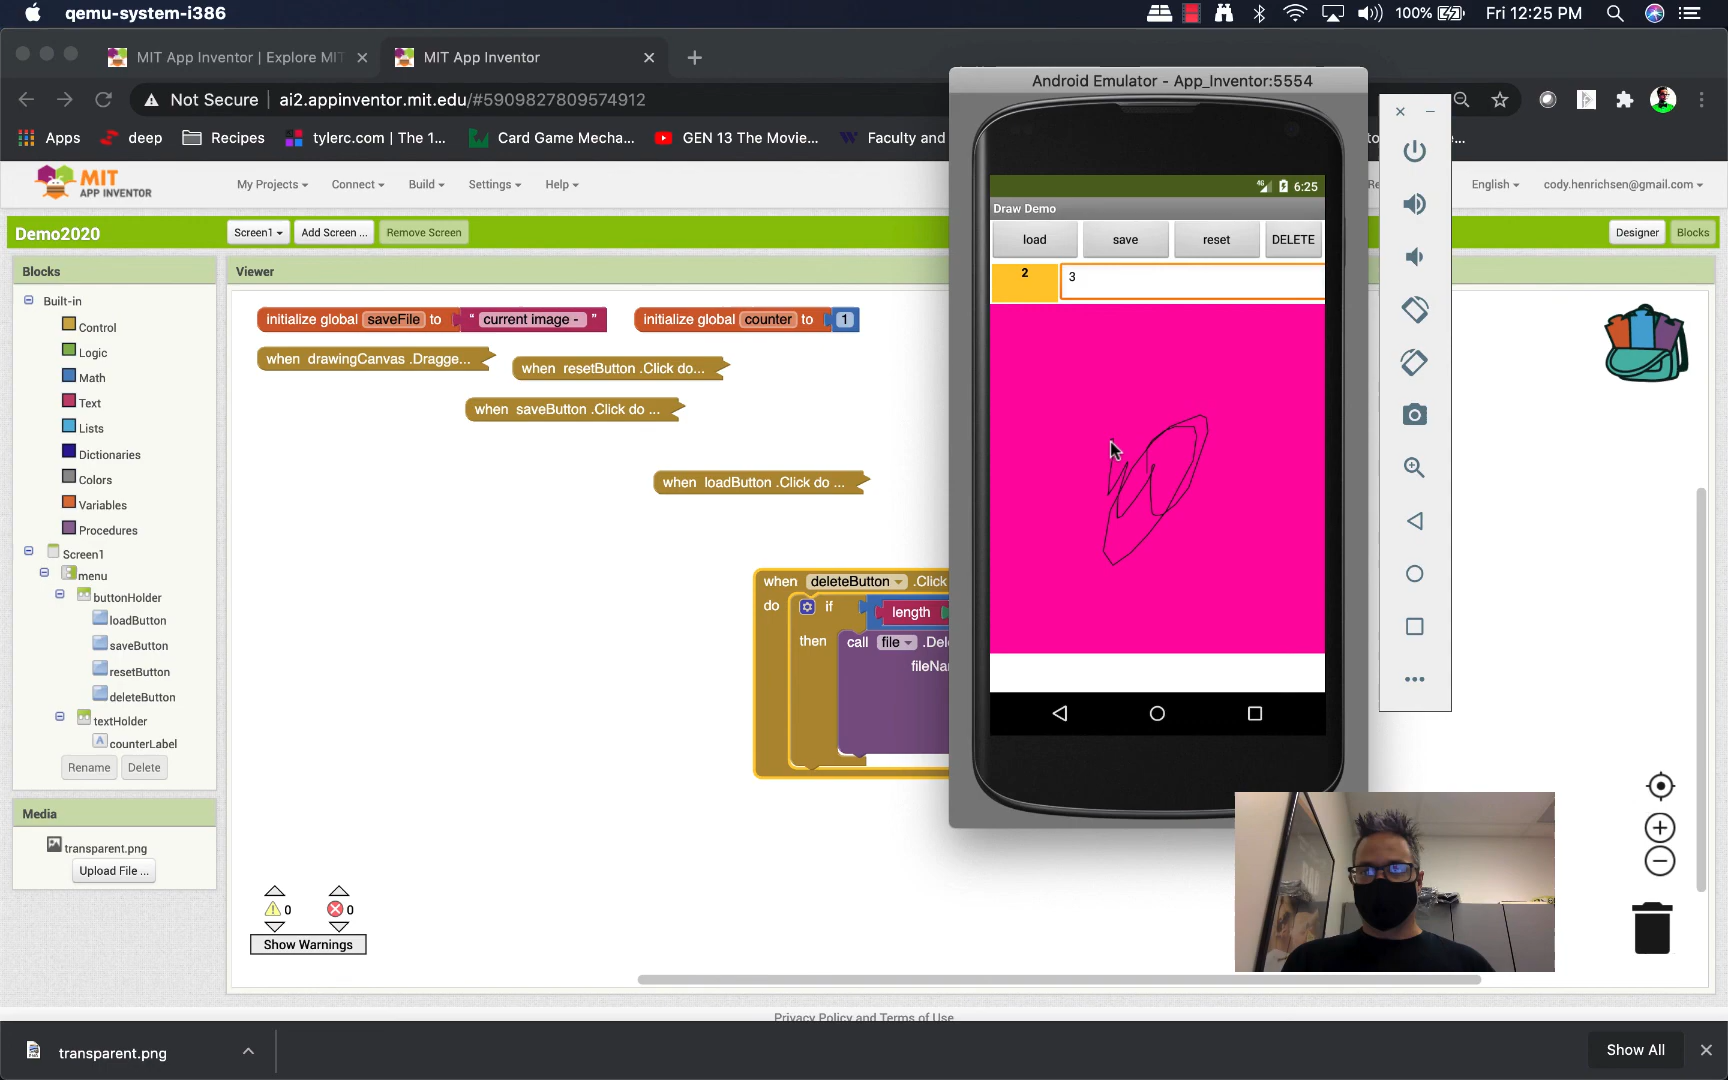 qemu-system-i386
100%
Fri 12:25 PM
MIT App Inventor | Explore MIT
MIT App Inventor
Not Secure
ai2.appinventor.mit.edu/#5909827809574912
Apps
deep
Recipes
tylerc.com | The 1...
Card Game Mecha...
GEN 13 The Movie...
Faculty and
MIT
APP INVENTOR
My Projects
Connect
Build
Settings
Help
English
cody.henrichsen@gmail.com
Demo2020
Screen1
Add Screen ...
Remove Screen
Designer
Blocks
Blocks
Viewer
Built-in
Control
Logic
Math
Text
Lists
Dictionaries
Colors
Variables
Procedures
Screen1
menu
buttonHolder
loadButton
saveButton
resetButton
deleteButton
textHolder
counterLabel
Rename
Delete
Media
transparent.png
Upload File ...
initialize global saveFile to " current image - "
initialize global counter to 1
when drawingCanvas .Dragge...
when resetButton .Click do...
when saveButton .Click do ...
when loadButton .Click do ...
when deleteButton .Click
do if length
then call file .Del
fileNa
0
0
Show Warnings
Android Emulator - App_Inventor:5554
4G
6:25
Draw Demo
load
save
reset
DELETE
2
3
Privacy Policy and Terms of Use
transparent.png
Show All